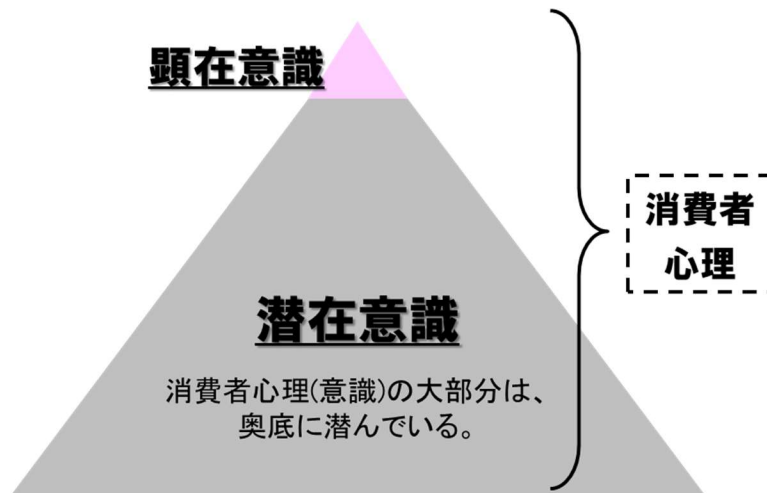 顕在意識
消費者
心理
潜在意識
消費者心理(意識)の大部分は、
奥底に潜んでいる。